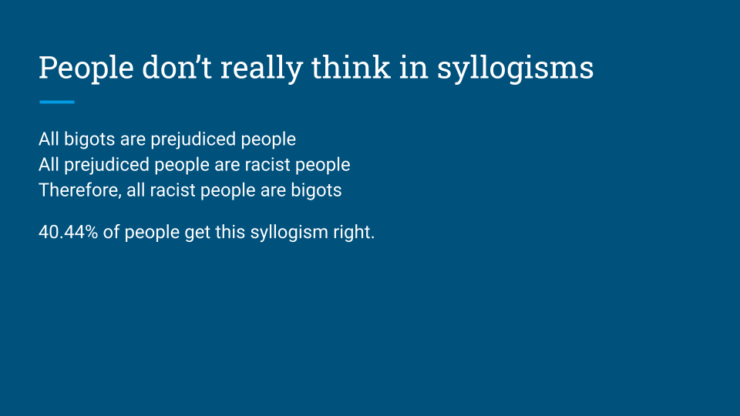 People don’t really think in syllogisms
All bigots are prejudiced people
All prejudiced people are racist people
Therefore, all racist people are bigots
40.44% of people get this syllogism right.